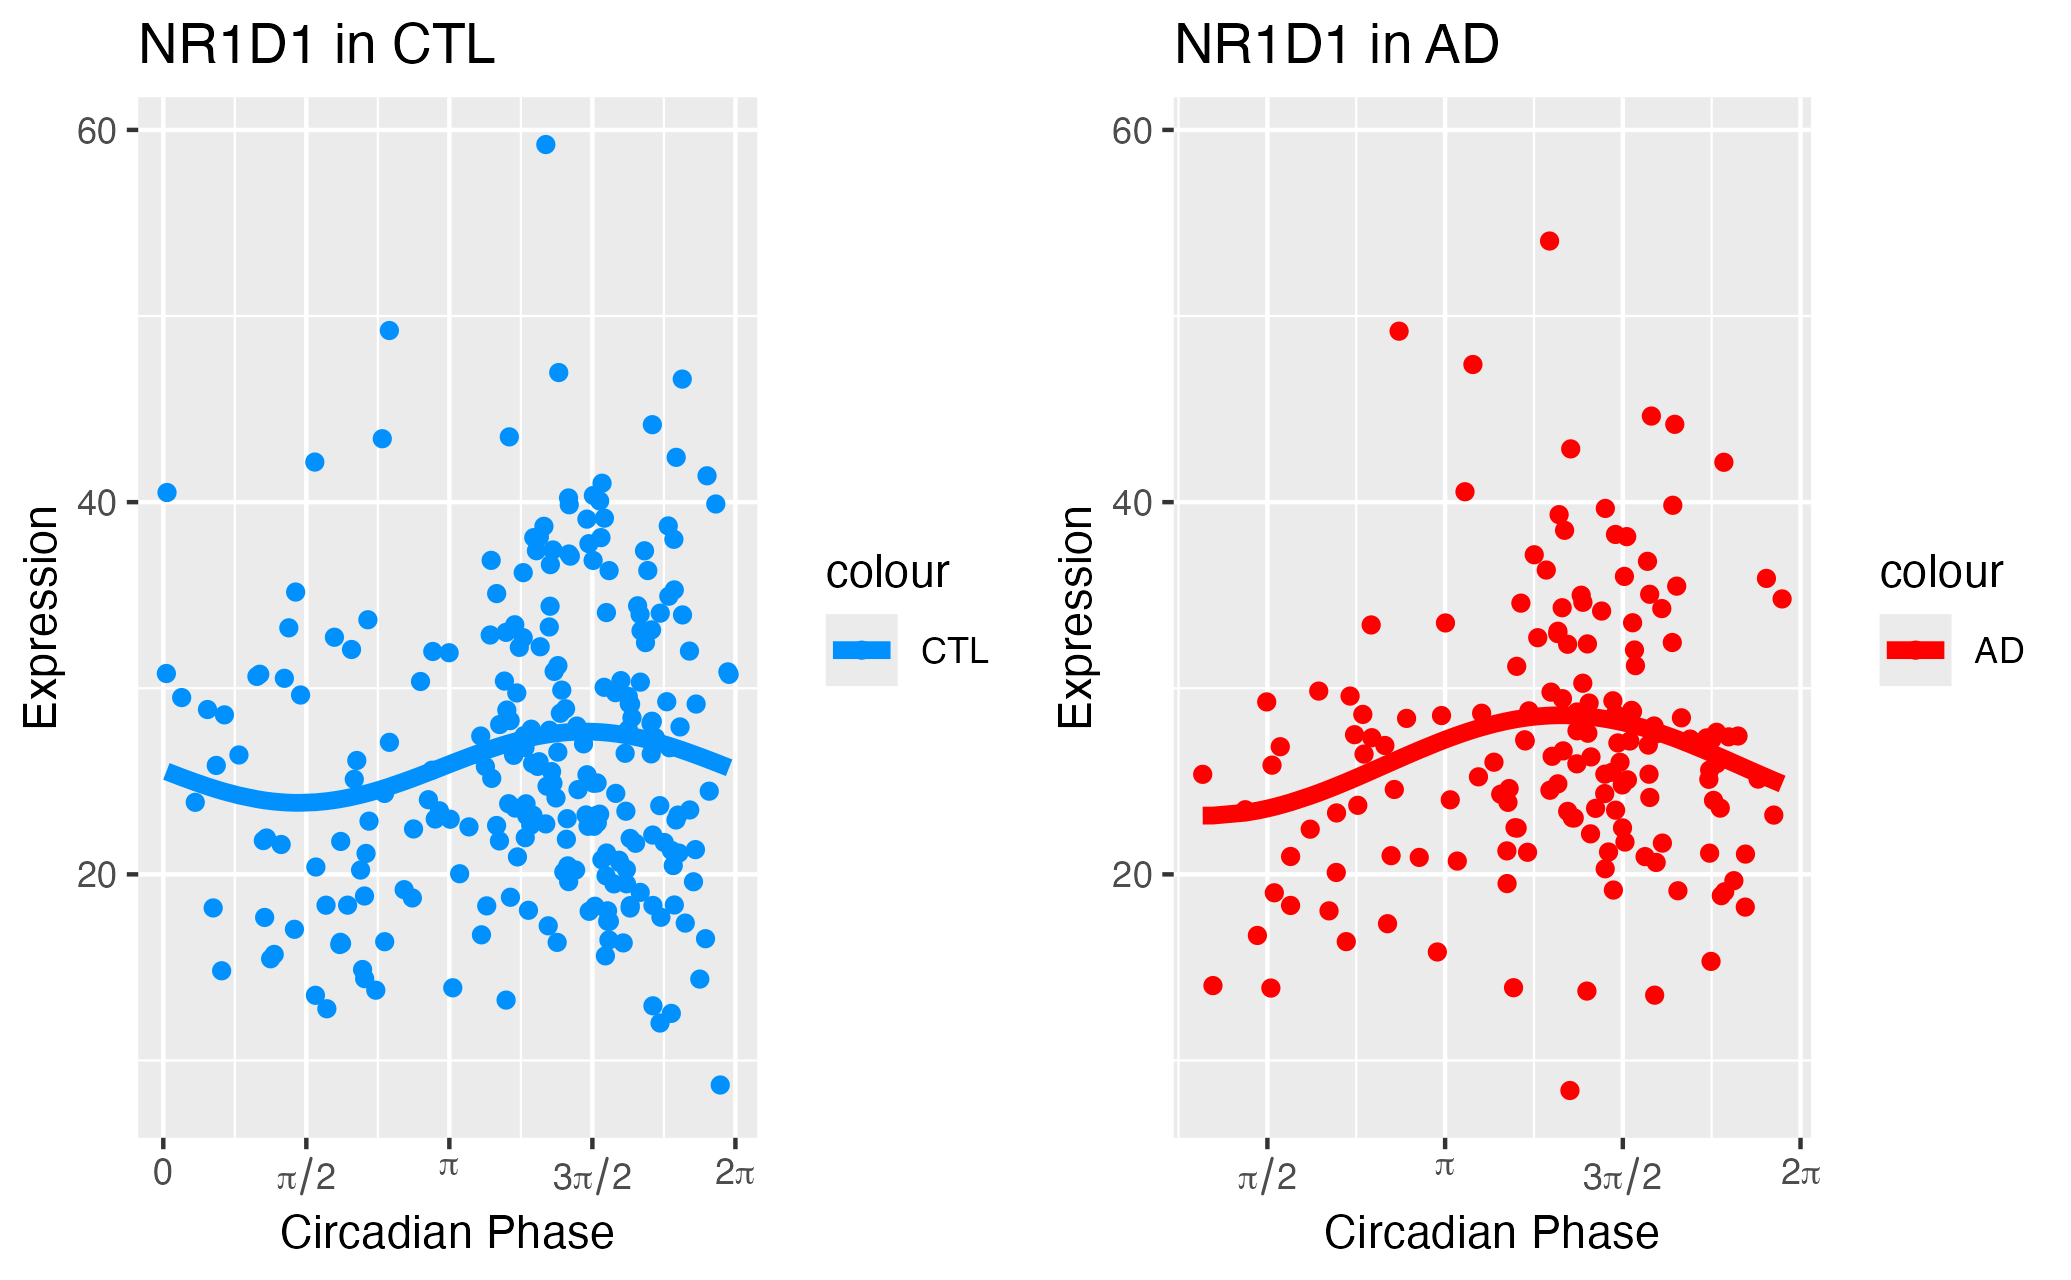 NR1D1 in CTL
60
40
20
Expression
0
π/2
π
3π/2
2π
Circadian Phase
colour
CTL
NR1D1 in AD
60
40
20
Expression
π/2
π
3π/2
2π
Circadian Phase
colour
AD